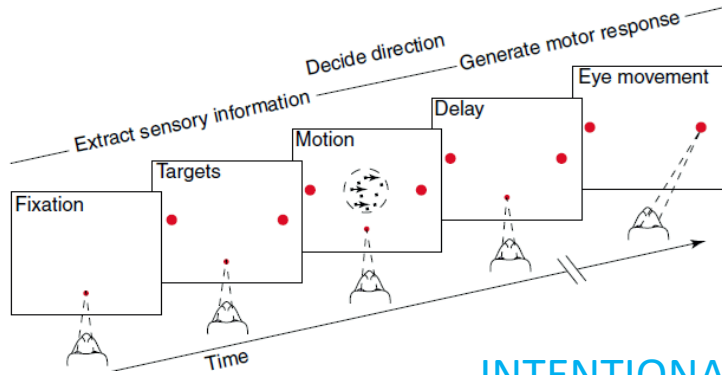 Decide direction
Extract sensory information
Generate motor response
Fixation
Targets
Motion
Delay
Eye movement
Time